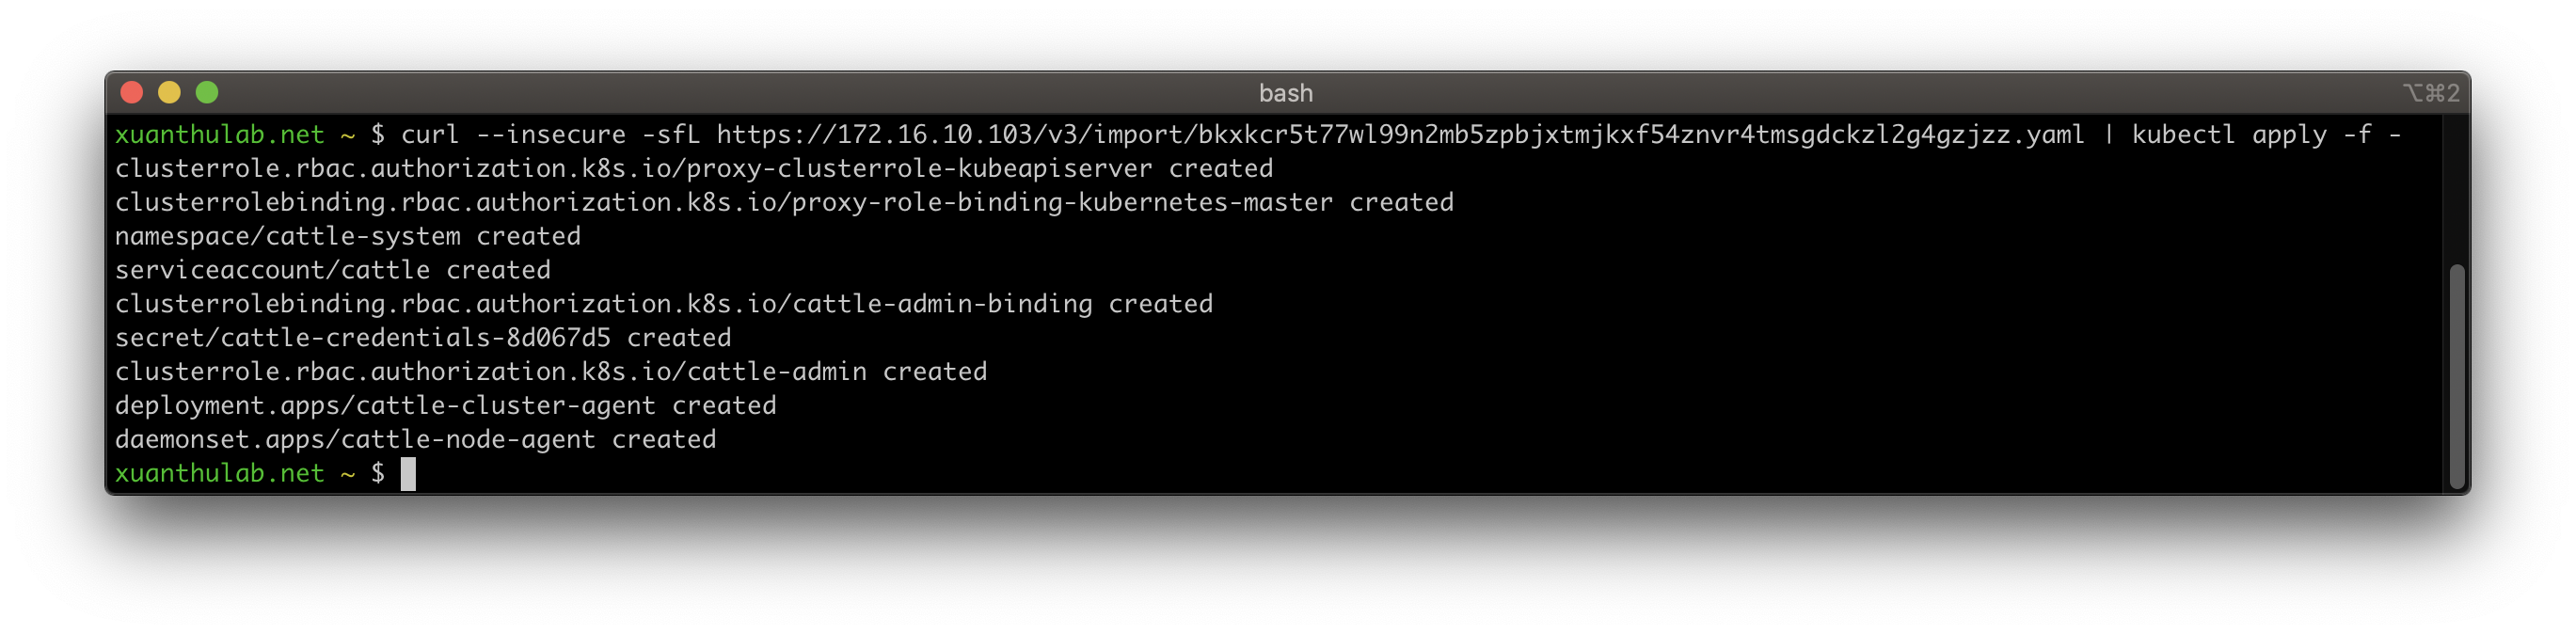 bash
⌥⌘2
xuanthulab.net ~ $ curl --insecure -sfL https://172.16.10.103/v3/import/bkxkcr5t77wl99n2mb5zpbjxtmjkxf54znvr4tmsgdckzl2g4gzjzz.yaml | kubectl apply -f -
clusterrole.rbac.authorization.k8s.io/proxy-clusterrole-kubeapiserver created
clusterrolebinding.rbac.authorization.k8s.io/proxy-role-binding-kubernetes-master created
namespace/cattle-system created
serviceaccount/cattle created
clusterrolebinding.rbac.authorization.k8s.io/cattle-admin-binding created
secret/cattle-credentials-8d067d5 created
clusterrole.rbac.authorization.k8s.io/cattle-admin created
deployment.apps/cattle-cluster-agent created
daemonset.apps/cattle-node-agent created
xuanthulab.net ~ $